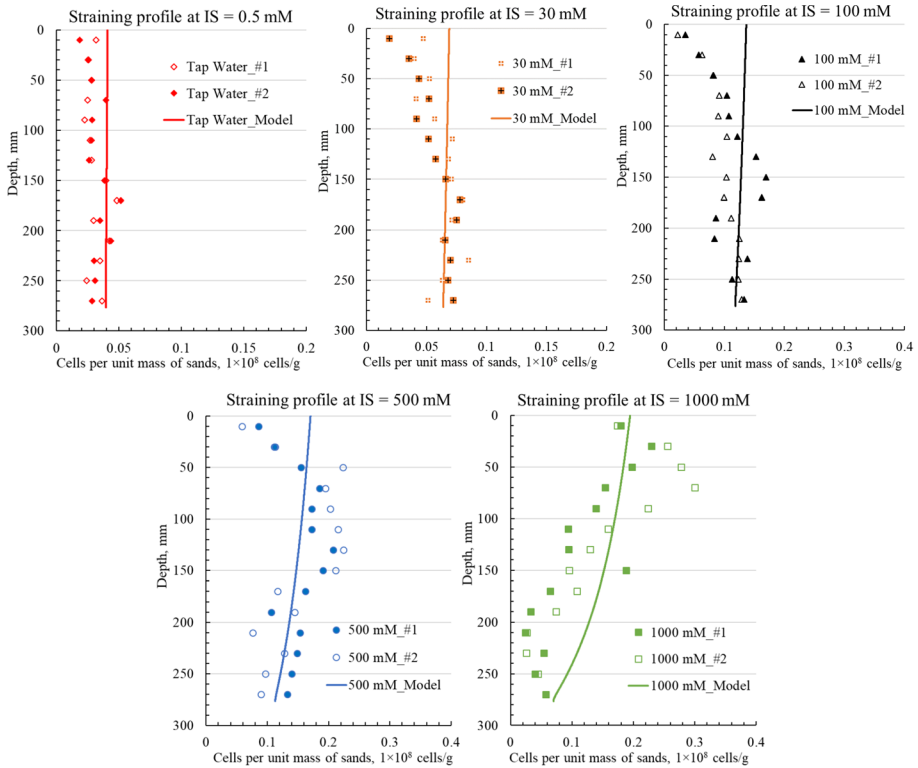 Straining profile at IS = 0.5 mM
0
50
100
150
200
250
300
Depth, mm
Tap Water_#1
Tap Water_#2
Tap Water_Model
0
0.05
0.1
0.15
0.2
Cells per unit mass of sands, 1×10⁸ cells/g
Straining profile at IS = 30 mM
0
50
100
150
200
250
300
Depth, mm
30 mM_#1
30 mM_#2
30 mM_Model
0
0.05
0.1
0.15
0.2
Cells per unit mass of sands, 1×10⁸ cells/g
Straining profile at IS = 100 mM
0
50
100
150
200
250
300
Depth, mm
100 mM_#1
100 mM_#2
100 mM_Model
0
0.1
0.2
0.3
0.4
Cells per unit mass of sands, 1×10⁸ cells/g
Straining profile at IS = 500 mM
0
50
100
150
200
250
300
Depth, mm
500 mM_#1
500 mM_#2
500 mM_Model
0
0.1
0.2
0.3
0.4
Cells per unit mass of sands, 1×10⁸ cells/g
Straining profile at IS = 1000 mM
0
50
100
150
200
250
300
Depth, mm
1000 mM_#1
1000 mM_#2
1000 mM_Model
0
0.1
0.2
0.3
0.4
Cells per unit mass of sands, 1×10⁸ cells/g